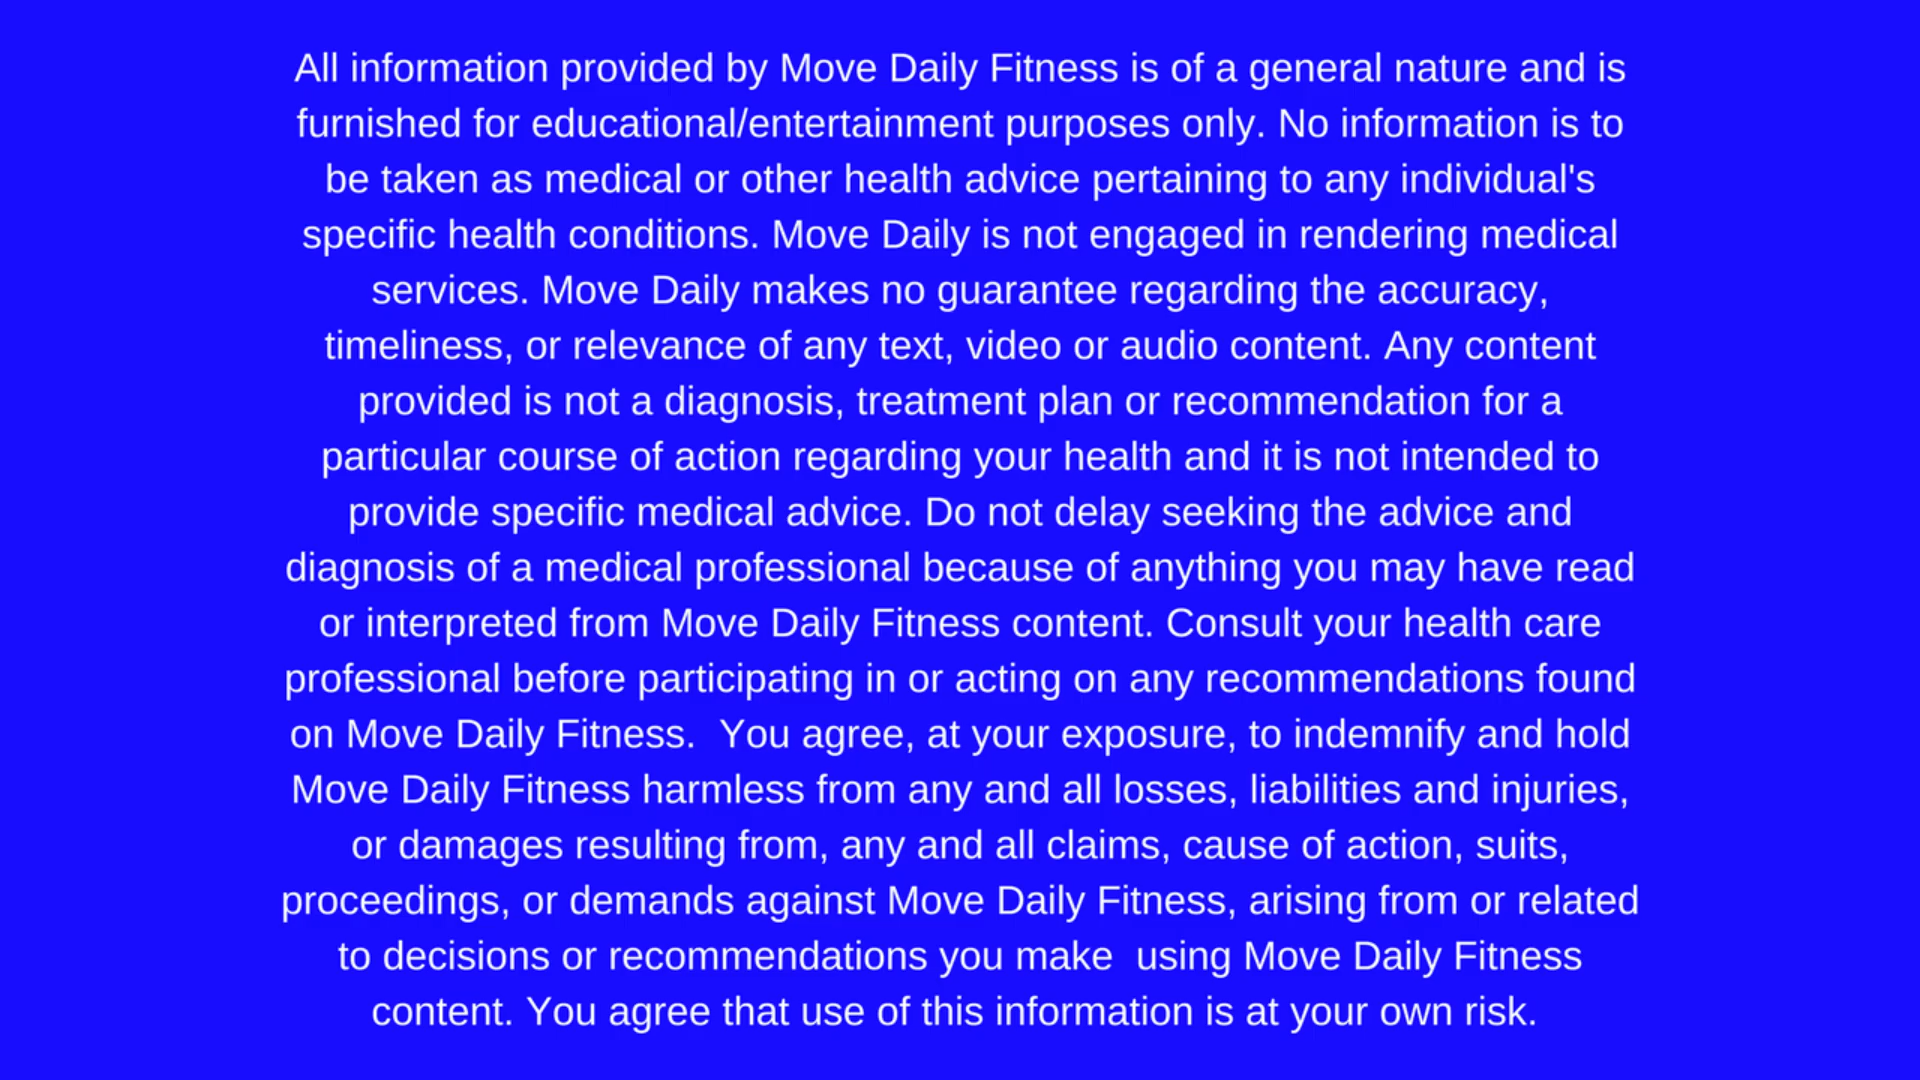 All information provided by Move Daily Fitness is of a general nature and is
furnished for educational/entertainment purposes only. No information is to
be taken as medical or other health advice pertaining to any individual's
specific health conditions. Move Daily is not engaged in rendering medical
services. Move Daily makes no guarantee regarding the accuracy,
timeliness, or relevance of any text, video or audio content. Any content
provided is not a diagnosis, treatment plan or recommendation for a
particular course of action regarding your health and it is not intended to
provide specific medical advice. Do not delay seeking the advice and
diagnosis of a medical professional because of anything you may have read
or interpreted from Move Daily Fitness content. Consult your health care
professional before participating in or acting on any recommendations found
on Move Daily Fitness.  You agree, at your exposure, to indemnify and hold
Move Daily Fitness harmless from any and all losses, liabilities and injuries,
or damages resulting from, any and all claims, cause of action, suits,
proceedings, or demands against Move Daily Fitness, arising from or related
to decisions or recommendations you make  using Move Daily Fitness
content. You agree that use of this information is at your own risk.